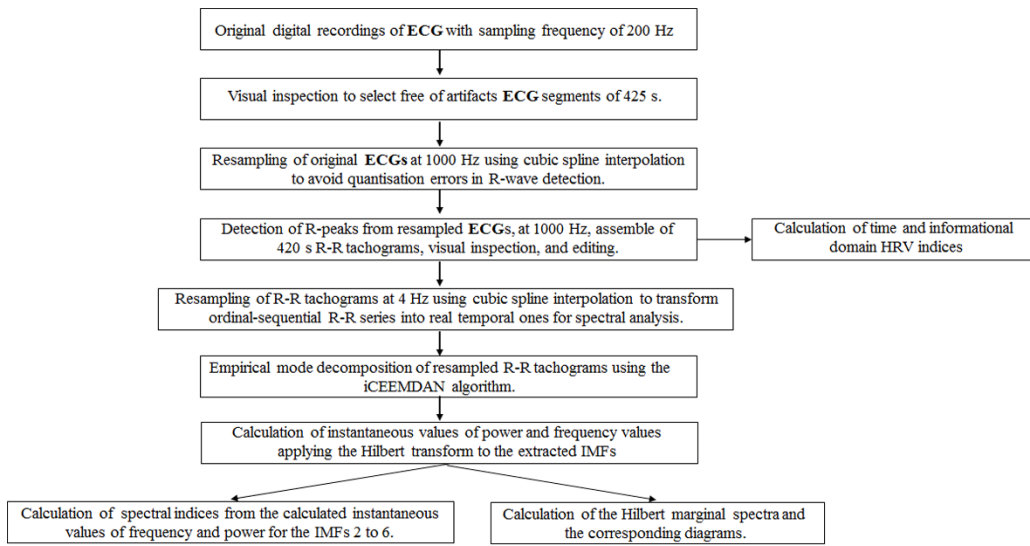 Original digital recordings of ECG with sampling frequency of 200 Hz
Visual inspection to select free of artifacts ECG segments of 425 s.
Resampling of original ECGs at 1000 Hz using cubic spline interpolation
to avoid quantisation errors in R-wave detection.
Detection of R-peaks from resampled ECGs, at 1000 Hz, assemble of
420 s R-R tachograms, visual inspection, and editing.
Calculation of time and informational
domain HRV indices
Resampling of R-R tachograms at 4 Hz using cubic spline interpolation to transform
ordinal-sequential R-R series into real temporal ones for spectral analysis.
Empirical mode decomposition of resampled R-R tachograms using the
iCEEMDAN algorithm.
Calculation of instantaneous values of power and frequency values
applying the Hilbert transform to the extracted IMFs
Calculation of spectral indices from the calculated instantaneous
values of frequency and power for the IMFs 2 to 6.
Calculation of the Hilbert marginal spectra and
the corresponding diagrams.